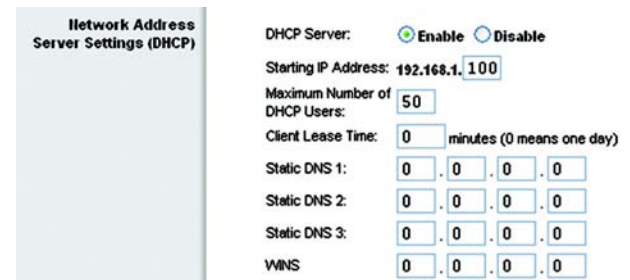 Network Address
Server Settings (DHCP)
DHCP Server: Enable Disable
Starting IP Address: 192.168.1. 100
Maximum Number of
DHCP Users: 50
Client Lease Time: 0 minutes (0 means one day)
Static DNS 1: 0 . 0 . 0 . 0
Static DNS 2: 0 . 0 . 0 . 0
Static DNS 3: 0 . 0 . 0 . 0
WINS 0 . 0 . 0 . 0